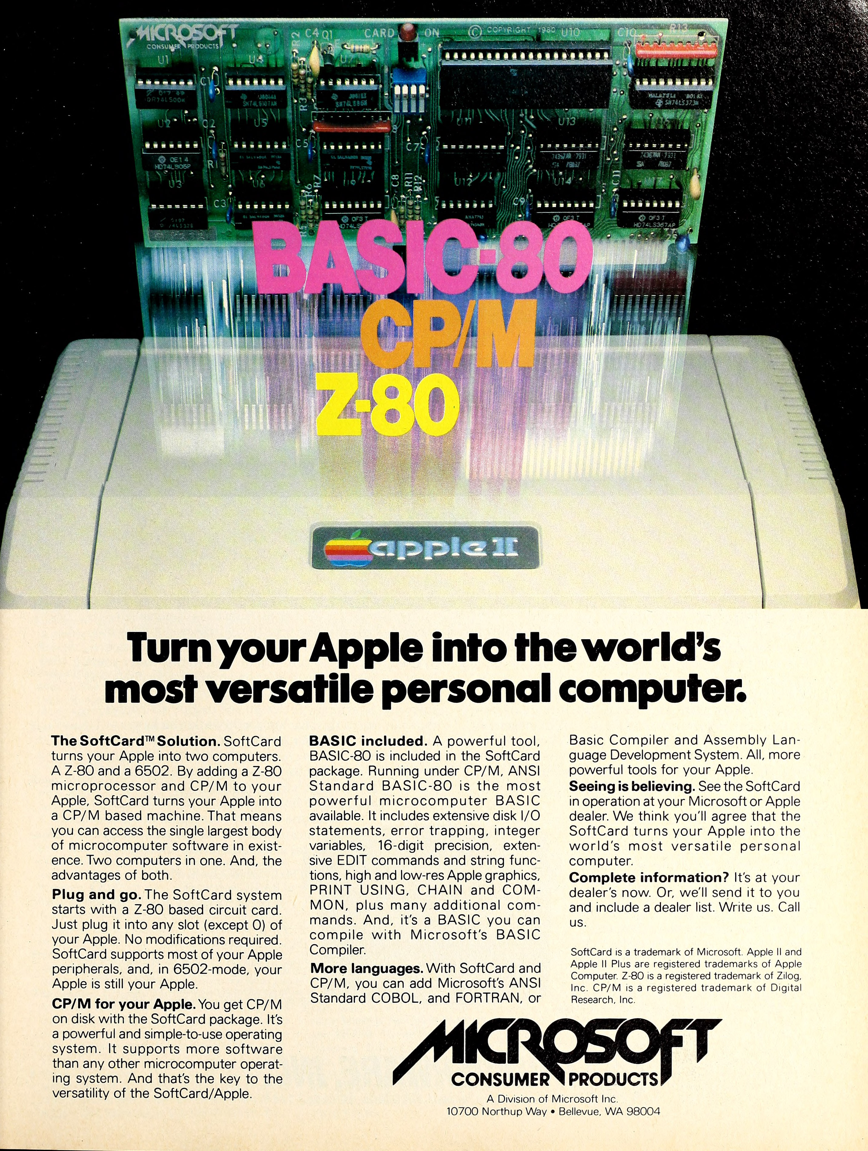 MICROSOFT
CONSUMER PRODUCTS
CARD ON
© COPYRIGHT 1980
BASIC-80
CP/M
Z-80
apple II
Turn your Apple into the world's
most versatile personal computer.
The SoftCard™ Solution. SoftCard
turns your Apple into two computers.
A Z-80 and a 6502. By adding a Z-80
microprocessor and CP/M to your
Apple, SoftCard turns your Apple into
a CP/M based machine. That means
you can access the single largest body
of microcomputer software in exist-
ence. Two computers in one. And, the
advantages of both.
Plug and go. The SoftCard system
starts with a Z-80 based circuit card.
Just plug it into any slot (except 0) of
your Apple. No modifications required.
SoftCard supports most of your Apple
peripherals, and, in 6502-mode, your
Apple is still your Apple.
CP/M for your Apple. You get CP/M
on disk with the SoftCard package. It's
a powerful and simple-to-use operating
system. It supports more software
than any other microcomputer operat-
ing system. And that's the key to the
versatility of the SoftCard/Apple.
BASIC included. A powerful tool,
BASIC-80 is included in the SoftCard
package. Running under CP/M, ANSI
Standard BASIC-80 is the most
powerful microcomputer BASIC
available. It includes extensive disk I/O
statements, error trapping, integer
variables, 16-digit precision, exten-
sive EDIT commands and string func-
tions, high and low-res Apple graphics,
PRINT USING, CHAIN and COM-
MON, plus many additional com-
mands. And, it's a BASIC you can
compile with Microsoft's BASIC
Compiler.
More languages. With SoftCard and
CP/M, you can add Microsoft's ANSI
Standard COBOL, and FORTRAN, or
Basic Compiler and Assembly Lan-
guage Development System. All, more
powerful tools for your Apple.
Seeing is believing. See the SoftCard
in operation at your Microsoft or Apple
dealer. We think you'll agree that the
SoftCard turns your Apple into the
world's most versatile personal
computer.
Complete information? It's at your
dealer's now. Or, we'll send it to you
and include a dealer list. Write us. Call
us.
SoftCard is a trademark of Microsoft. Apple II and
Apple II Plus are registered trademarks of Apple
Computer. Z-80 is a registered trademark of Zilog,
Inc. CP/M is a registered trademark of Digital
Research, Inc.
MICROSOFT
CONSUMER PRODUCTS
A Division of Microsoft Inc.
10700 Northup Way • Bellevue, WA 98004